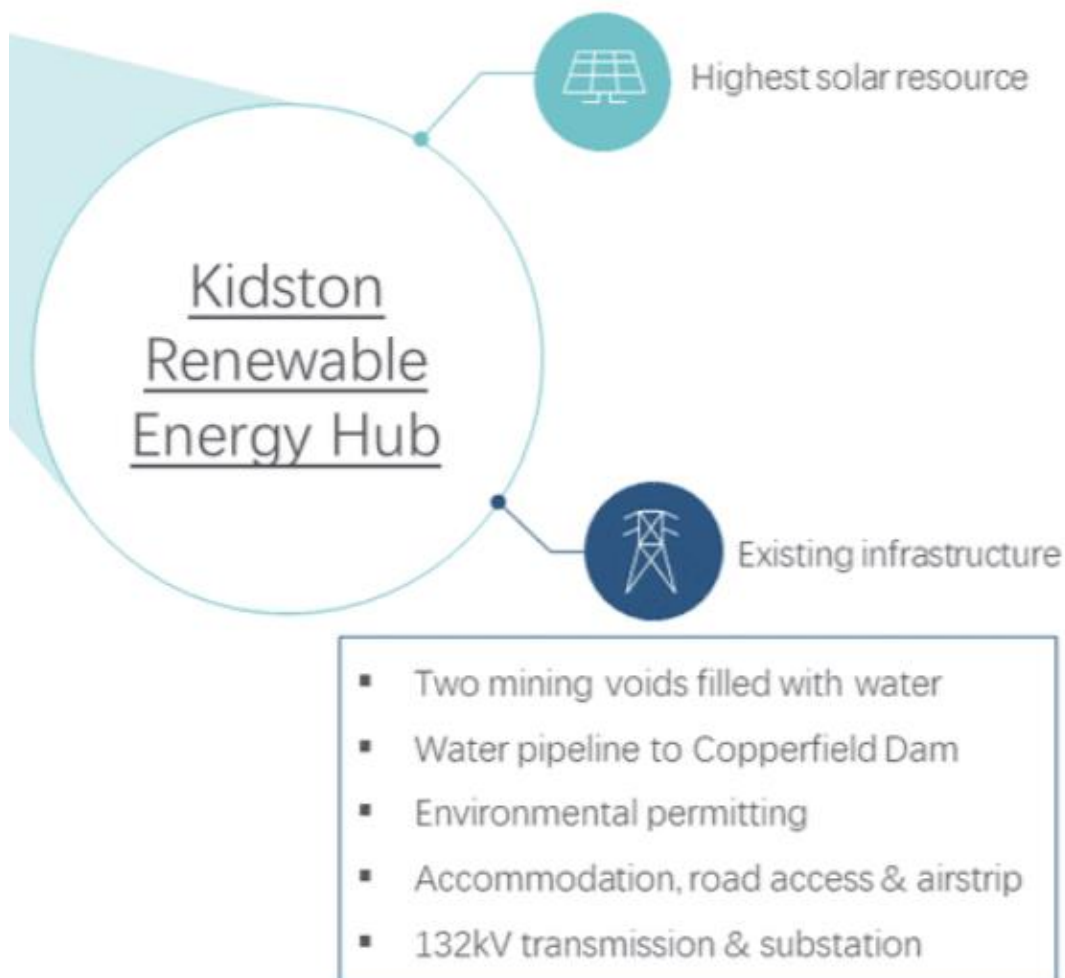 Highest solar resource
Kidston
Renewable
Energy Hub
Existing infrastructure
▪ Two mining voids filled with water
▪ Water pipeline to Copperfield Dam
▪ Environmental permitting
▪ Accommodation, road access & airstrip
▪ 132kV transmission & substation